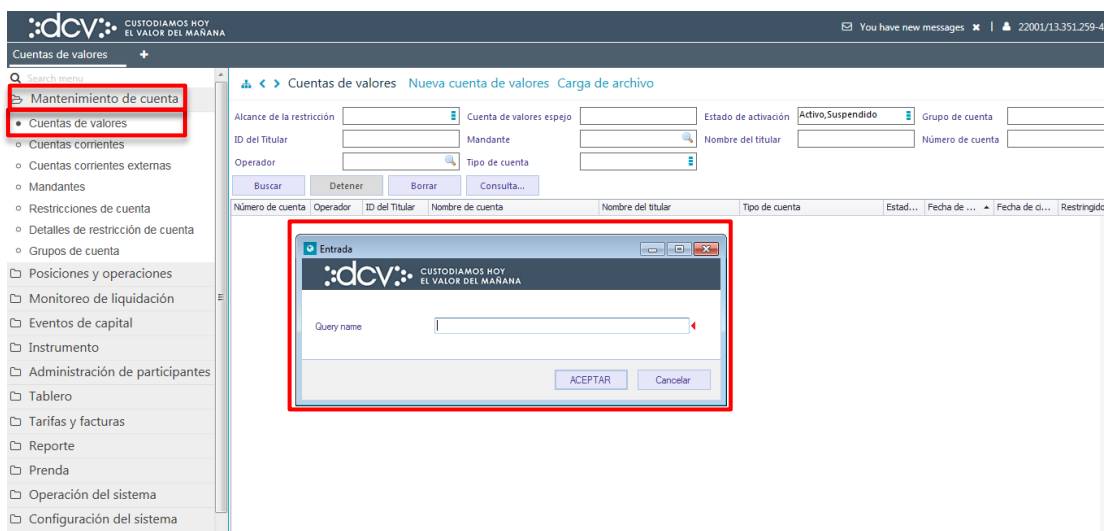 :dcv: CUSTODIAMOS HOY
EL VALOR DEL MAÑANA
You have new messages × | 22001/13.351.259-4
Cuentas de valores +
Search menu
Mantenimiento de cuenta
Cuentas de valores
Cuentas corrientes
Cuentas corrientes externas
Mandantes
Restricciones de cuenta
Detalles de restricción de cuenta
Grupos de cuenta
Posiciones y operaciones
Monitoreo de liquidación
Eventos de capital
Instrumento
Administración de participantes
Tablero
Tarifas y facturas
Reporte
Prenda
Operación del sistema
Configuración del sistema
Cuentas de valores Nueva cuenta de valores Carga de archivo
Alcance de la restricción Cuenta de valores espejo Estado de activación Activo,Suspendido Grupo de cuenta
ID del Titular Mandante Nombre del titular Número de cuenta
Operador Tipo de cuenta
Buscar Detener Borrar Consulta...
Número de cuenta Operador ID del Titular Nombre de cuenta Nombre del titular Tipo de cuenta Estad... Fecha de ... Fecha de ci... Restringido
Entrada
:dcv: CUSTODIAMOS HOY
EL VALOR DEL MAÑANA
Query name
ACEPTAR Cancelar